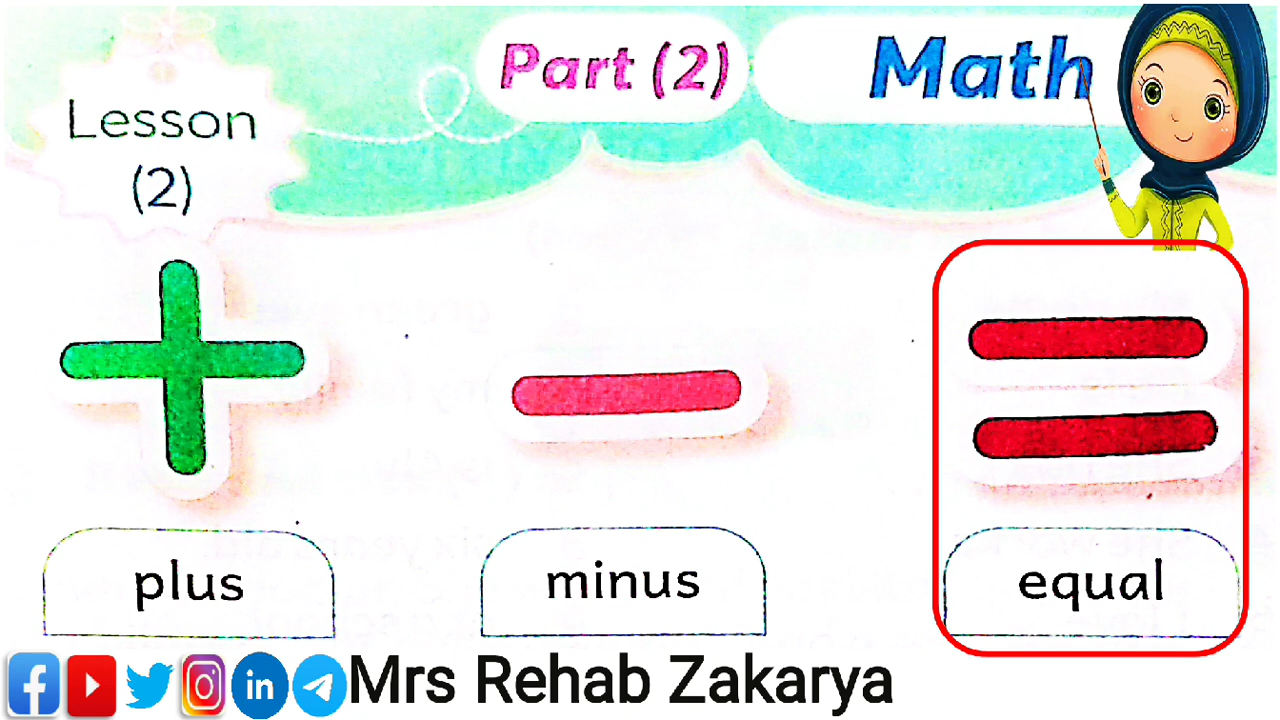 Part (2)
Math
Lesson
(2)
plus
minus
equal
Mrs Rehab Zakarya